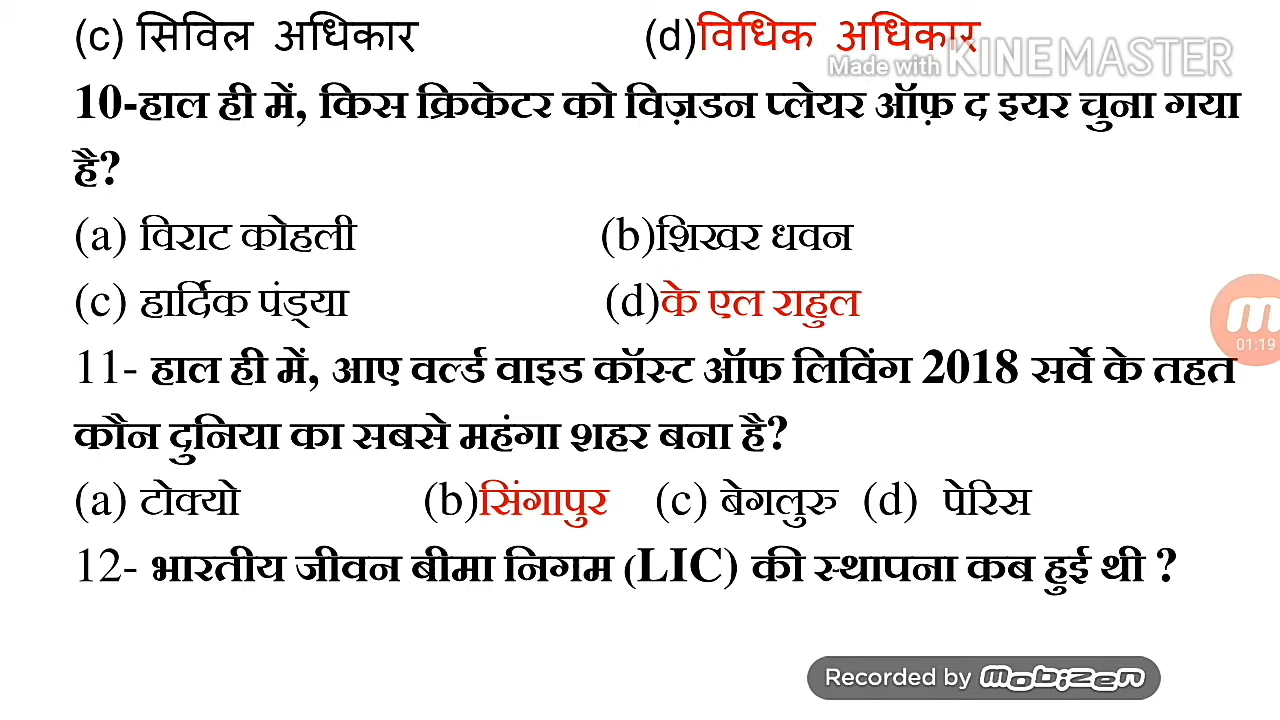 (c) सिविल अधिकार (d)विधिक अधिकार
Made with KINEMASTER
10-हाल ही में, किस क्रिकेटर को विज़डन प्लेयर ऑफ़ द इयर चुना गया
है?
(a) विराट कोहली (b)शिखर धवन
(c) हार्दिक पंड्या (d)के एल राहुल
01:19
11- हाल ही में, आए वर्ल्ड वाइड कॉस्ट ऑफ लिविंग 2018 सर्वे के तहत
कौन दुनिया का सबसे महंगा शहर बना है?
(a) टोक्यो (b)सिंगापुर (c) बेगलुरु (d) पेरिस
12- भारतीय जीवन बीमा निगम (LIC) की स्थापना कब हुई थी ?
Recorded by mobizen